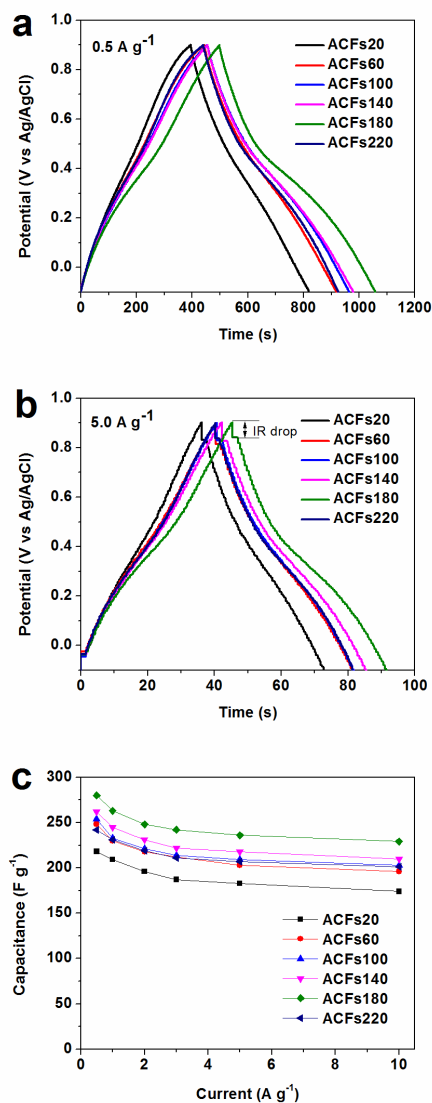 a
0.5 A g-1
ACFs20
ACFs60
ACFs100
ACFs140
ACFs180
ACFs220
Potential (V vs Ag/AgCl)
1.0
0.8
0.6
0.4
0.2
0.0
0 200 400 600 800 1000 1200
Time (s)
b
5.0 A g-1
IR drop
ACFs20
ACFs60
ACFs100
ACFs140
ACFs180
ACFs220
Potential (V vs Ag/AgCl)
1.0
0.8
0.6
0.4
0.2
0.0
0 20 40 60 80 100
Time (s)
c
Capacitance (F g-1)
300
250
200
150
100
50
0
ACFs20
ACFs60
ACFs100
ACFs140
ACFs180
ACFs220
0 2 4 6 8 10
Current (A g-1)